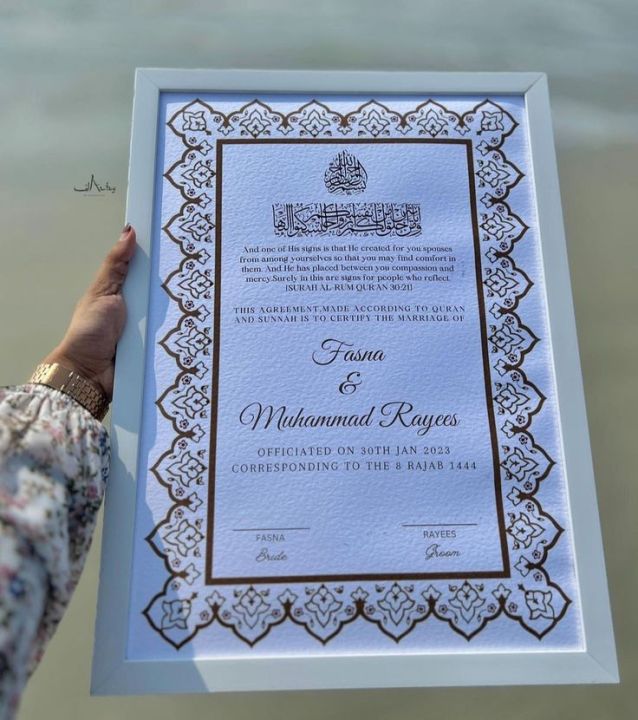 And one of His signs is that He created for you spouses
from among yourselves so that you may find comfort in
them. And He has placed between you compassion and
mercy.Surely in this are signs for people who reflect.
[SURAH AL-RUM QURAN 30:21]
THIS AGREEMENT,MADE ACCORDING TO QURAN
AND SUNNAH IS TO CERTIFY THE MARRIAGE OF
Fasna
&
Muhammad Rayees
OFFICIATED ON 30TH JAN 2023
CORRESPONDING TO THE 8 RAJAB 1444
FASNA
Bride
RAYEES
Groom